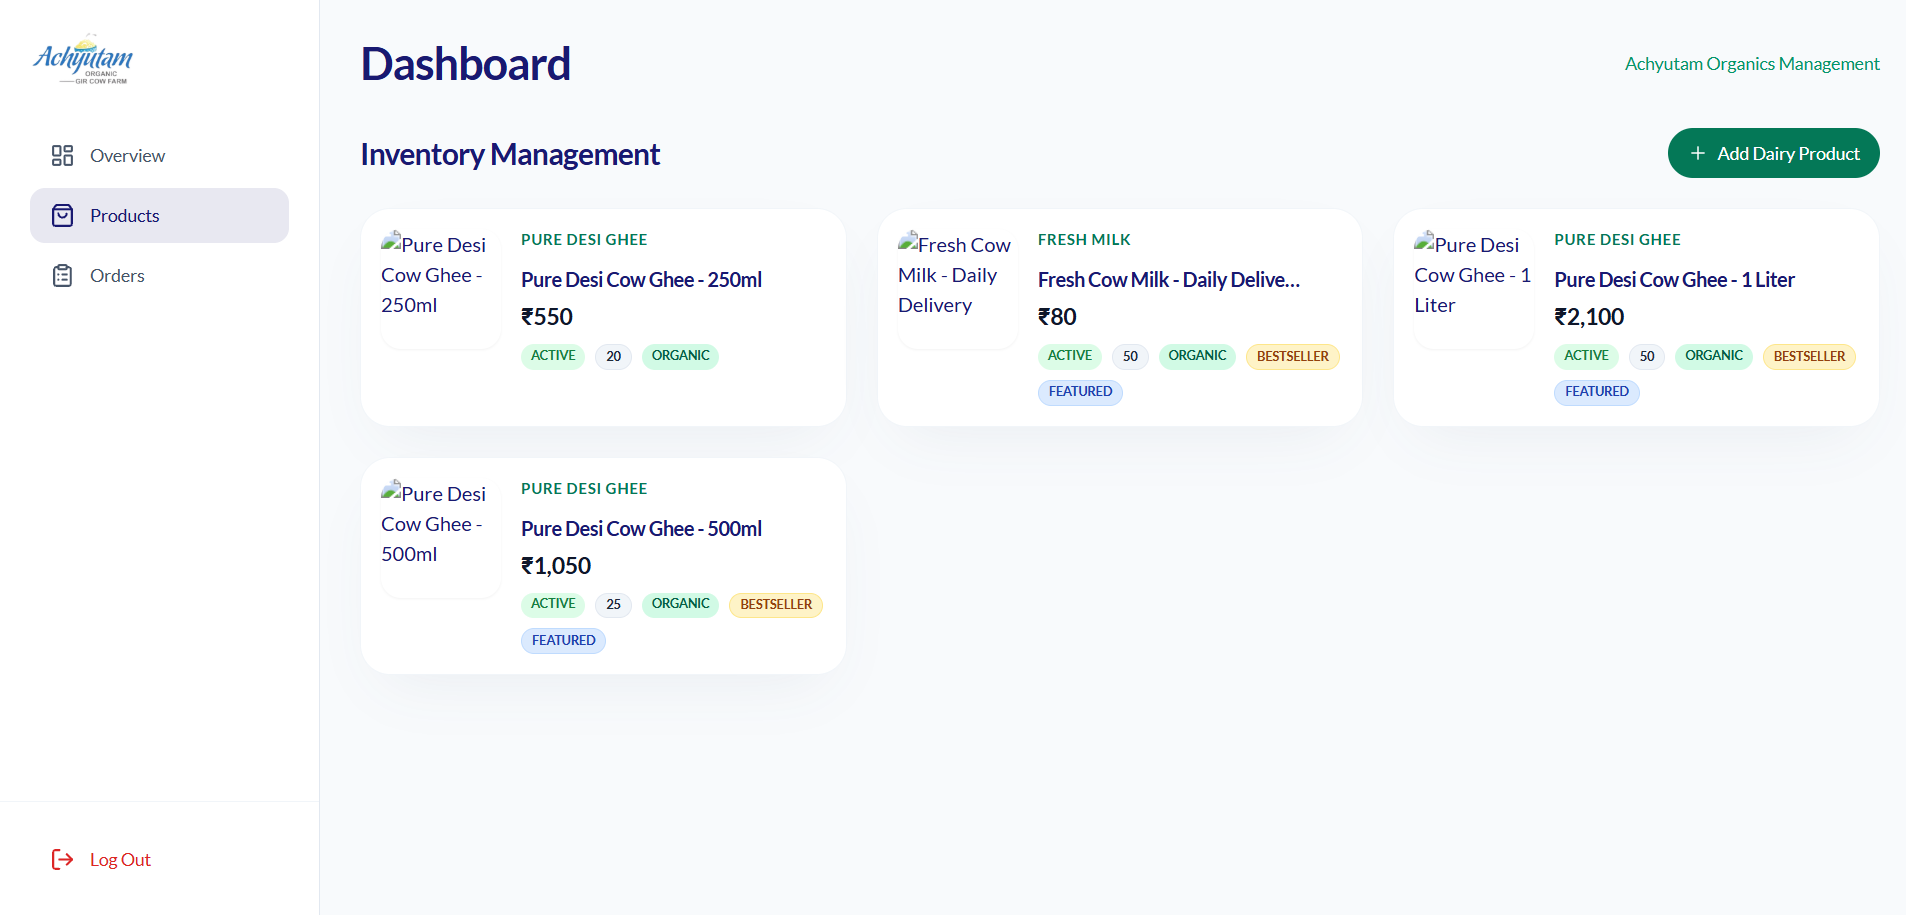 Achyutam
ORGANIC
GIR COW FARM
Overview
Products
Orders
Log Out
Dashboard
Achyutam Organics Management
Inventory Management
Add Dairy Product
Pure Desi
Cow Ghee -
250ml
PURE DESI GHEE
Pure Desi Cow Ghee - 250ml
₹550
ACTIVE 20 ORGANIC
Fresh Cow
Milk - Daily
Delivery
FRESH MILK
Fresh Cow Milk - Daily Delive...
₹80
ACTIVE 50 ORGANIC BESTSELLER
FEATURED
Pure Desi
Cow Ghee - 1
Liter
PURE DESI GHEE
Pure Desi Cow Ghee - 1 Liter
₹2,100
ACTIVE 50 ORGANIC BESTSELLER
FEATURED
Pure Desi
Cow Ghee -
500ml
PURE DESI GHEE
Pure Desi Cow Ghee - 500ml
₹1,050
ACTIVE 25 ORGANIC BESTSELLER
FEATURED